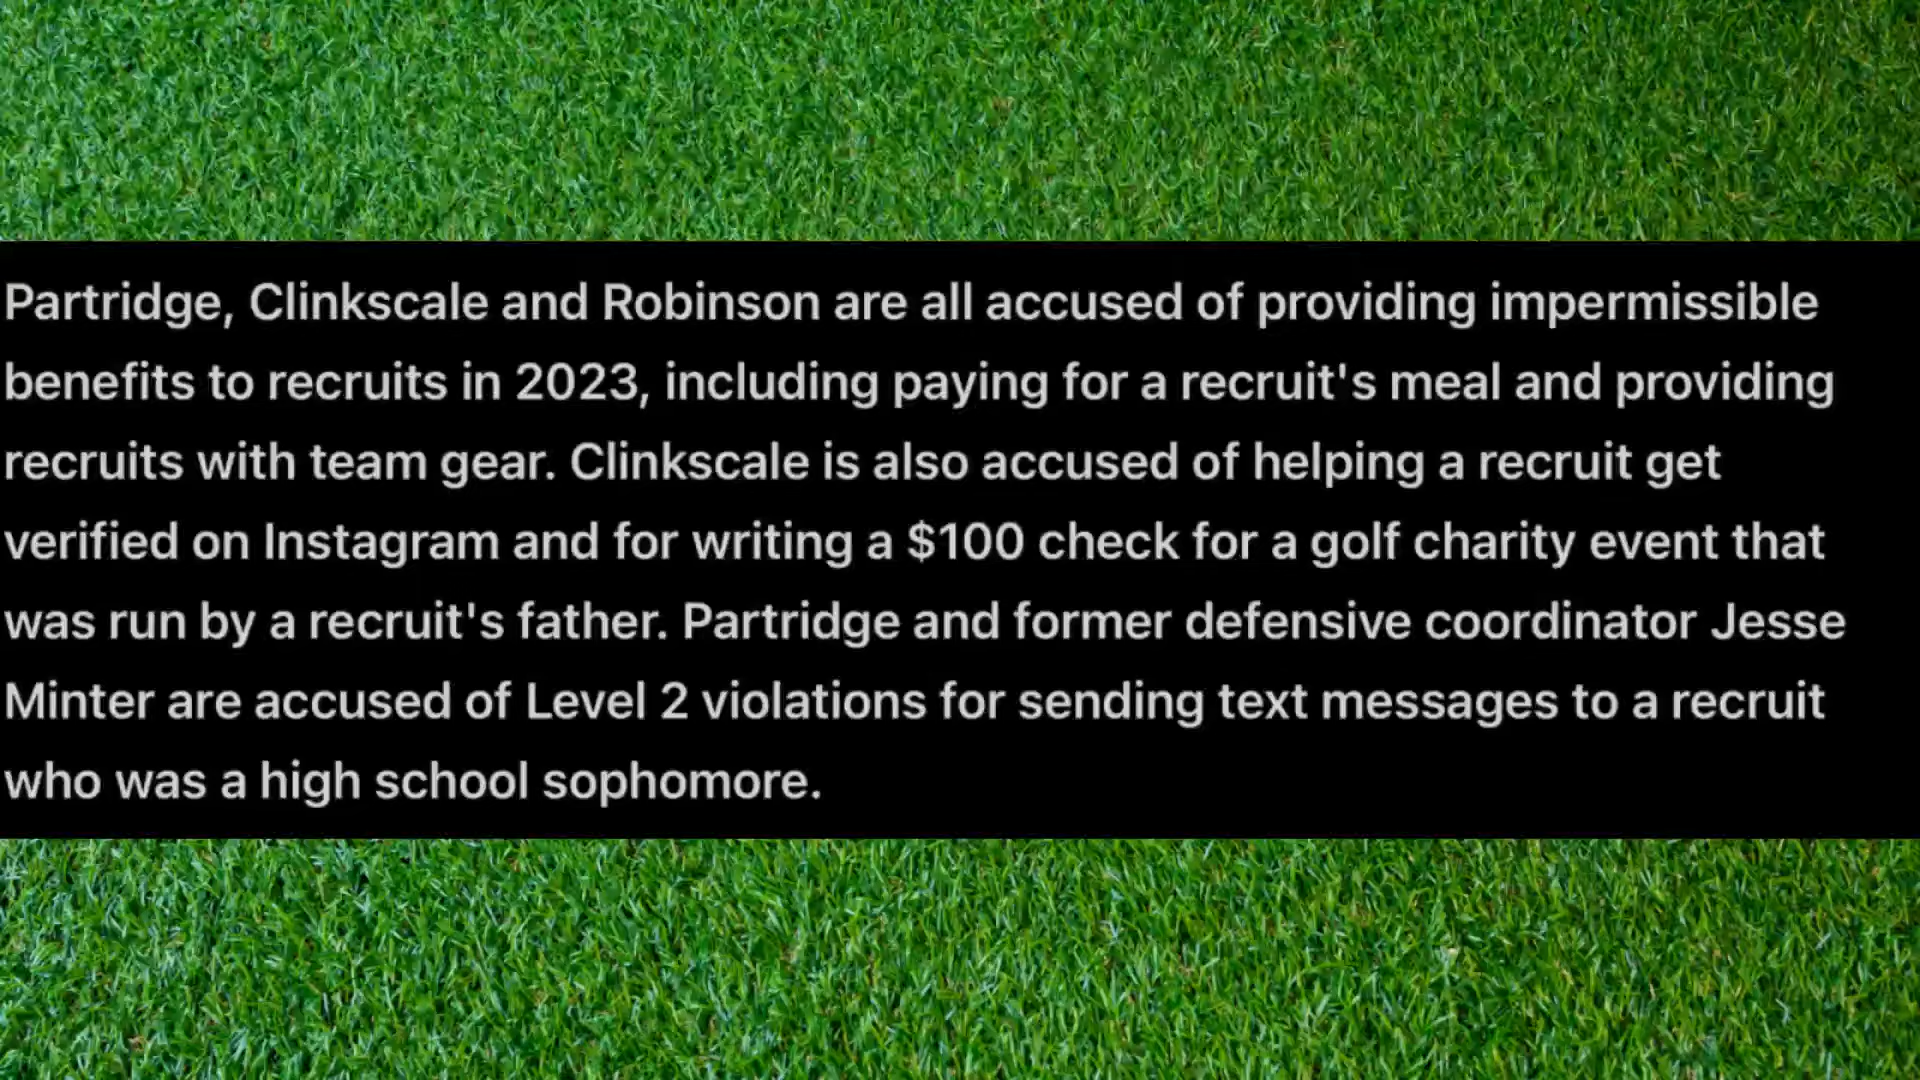 Partridge, Clinkscale and Robinson are all accused of providing impermissible
benefits to recruits in 2023, including paying for a recruit's meal and providing
recruits with team gear. Clinkscale is also accused of helping a recruit get
verified on Instagram and for writing a $100 check for a golf charity event that
was run by a recruit's father. Partridge and former defensive coordinator Jesse
Minter are accused of Level 2 violations for sending text messages to a recruit
who was a high school sophomore.